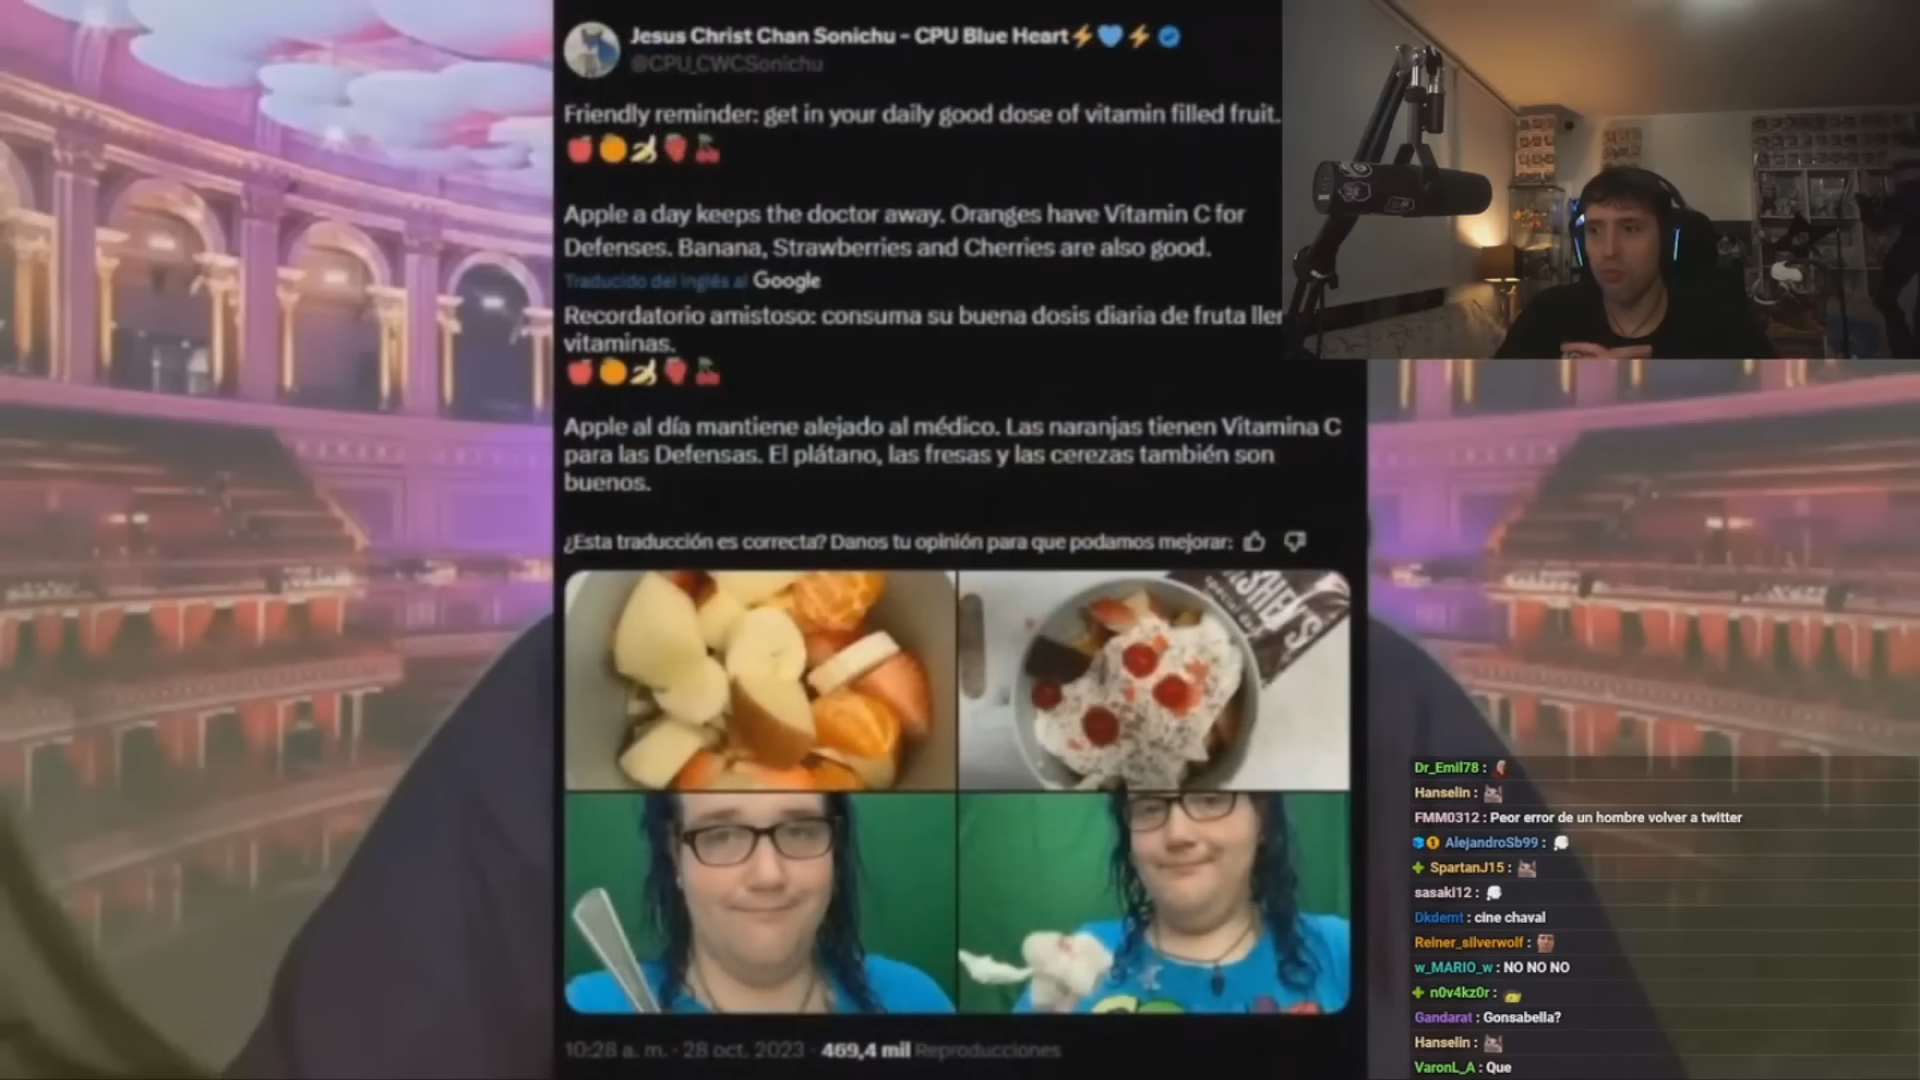 Jesus Christ Chan Sonichu - CPU Blue Heart
@CPU_CWCSonichu
Friendly reminder: get in your daily good dose of vitamin filled fruit.
Apple a day keeps the doctor away. Oranges have Vitamin C for
Defenses. Banana, Strawberries and Cherries are also good.
Traducido del inglés al Google
Recordatorio amistoso: consuma su buena dosis diaria de fruta
vitaminas.
Apple al día mantiene alejado al médico. Las naranjas tienen Vitamina C
para las Defensas. El plátano, las fresas y las cerezas también son
buenos.
¿Esta traducción es correcta? Danos tu opinión para que podamos mejorar:
10:28 a. m. · 28 oct. 2023 · 469,4 mil Reproducciones
Dr_Emil78 :
Hanselin :
FMM0312 : Peor error de un hombre volver a twitter
AlejandroSb99 :
SpartanJ15 :
sasaki12 :
Dkdemt : cine chaval
Reiner_silverwolf :
w_MARIO_w : NO NO NO
n0v4kz0r :
Gandarat : Gonsabella?
Hanselin :
VaronL_A : Que